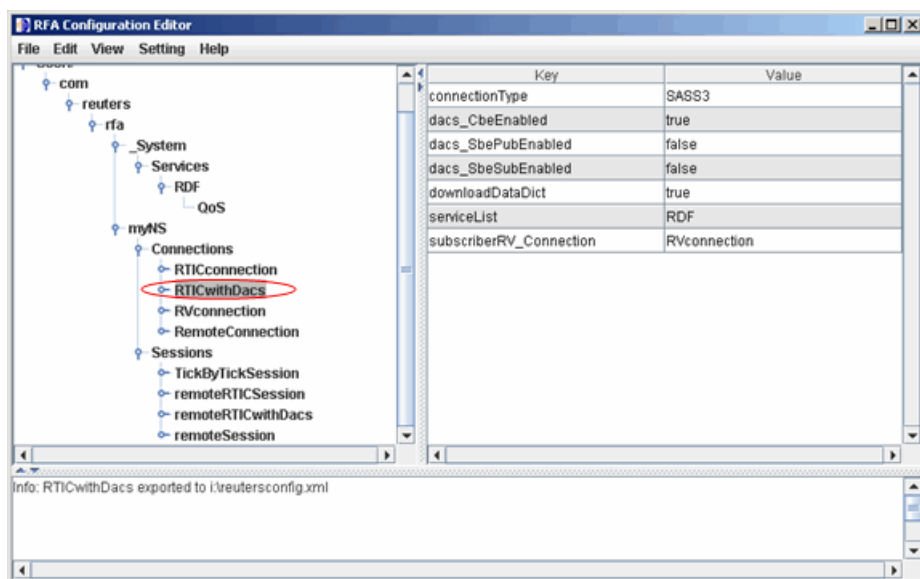 RFA Configuration Editor
File Edit View Setting Help
com
reuters
rfa
_System
Services
RDF
QoS
myNS
Connections
RTICconnection
RTICwithDacs
RVconnection
RemoteConnection
Sessions
TickByTickSession
remoteRTICSession
remoteRTICwithDacs
remoteSession
Key Value
connectionType SASS3
dacs_CbeEnabled true
dacs_SbePubEnabled false
dacs_SbeSubEnabled false
downloadDataDict true
serviceList RDF
subscriberRV_Connection RVconnection
Info: RTICwithDacs exported to i:\reutersconfig.xml